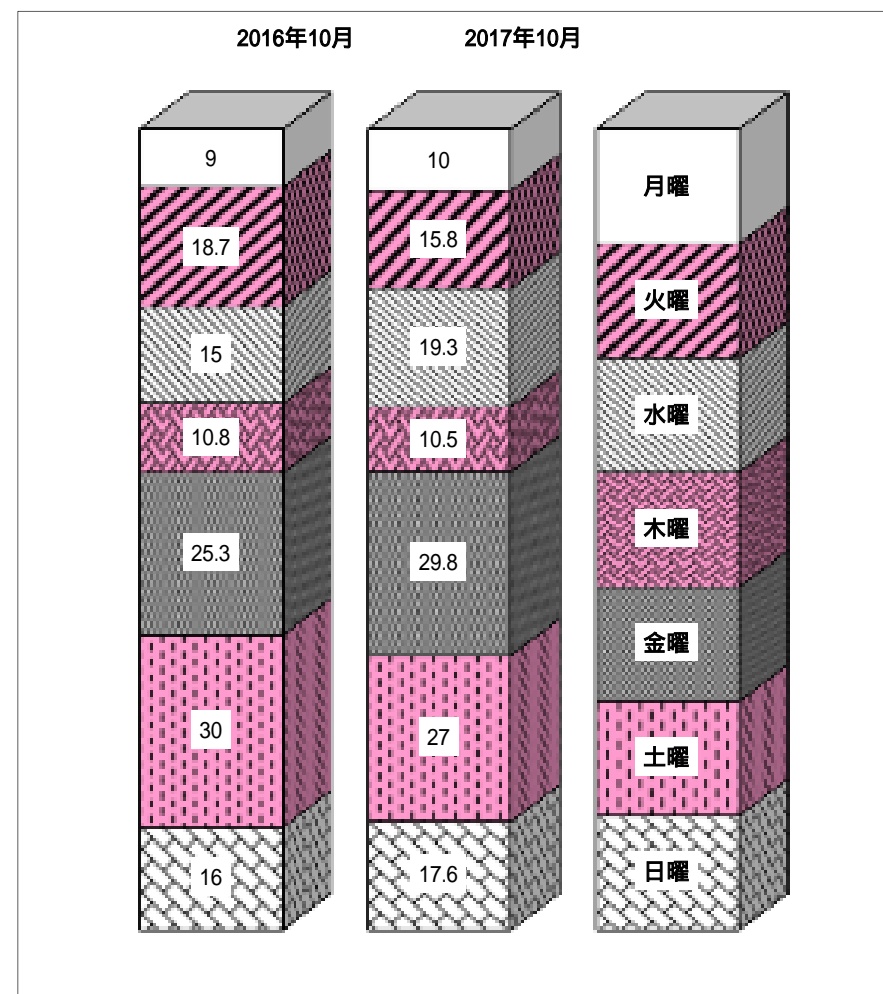 2016年10月 2017年10月
9 10 月曜
18.7 15.8 火曜
15 19.3 水曜
10.8 10.5 木曜
25.3 29.8 金曜
30 27 土曜
16 17.6 日曜